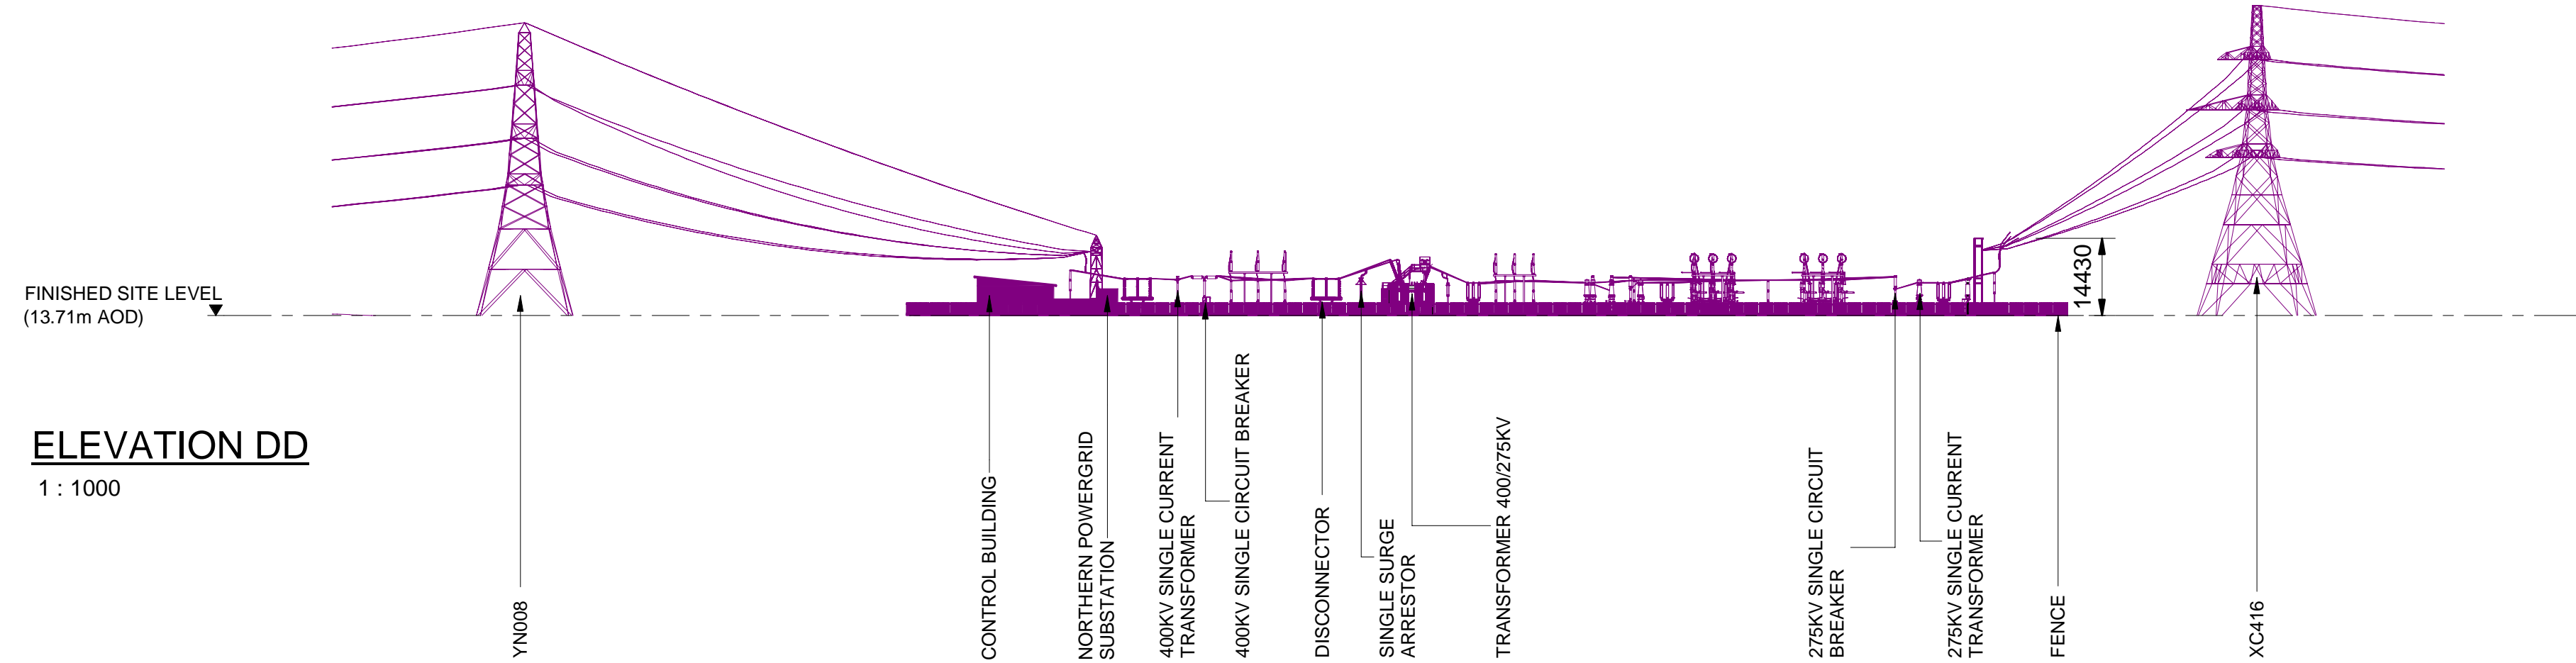 FINISHED SITE LEVEL
(13.71m AOD)
14430
ELEVATION DD
1 : 1000
YN008
CONTROL BUILDING
NORTHERN POWERGRID
SUBSTATION
400KV SINGLE CURRENT
TRANSFORMER
400KV SINGLE CIRCUIT BREAKER
DISCONNECTOR
SINGLE SURGE
ARRESTOR
TRANSFORMER 400/275KV
275KV SINGLE CIRCUIT
BREAKER
275KV SINGLE CURRENT
TRANSFORMER
FENCE
XC416